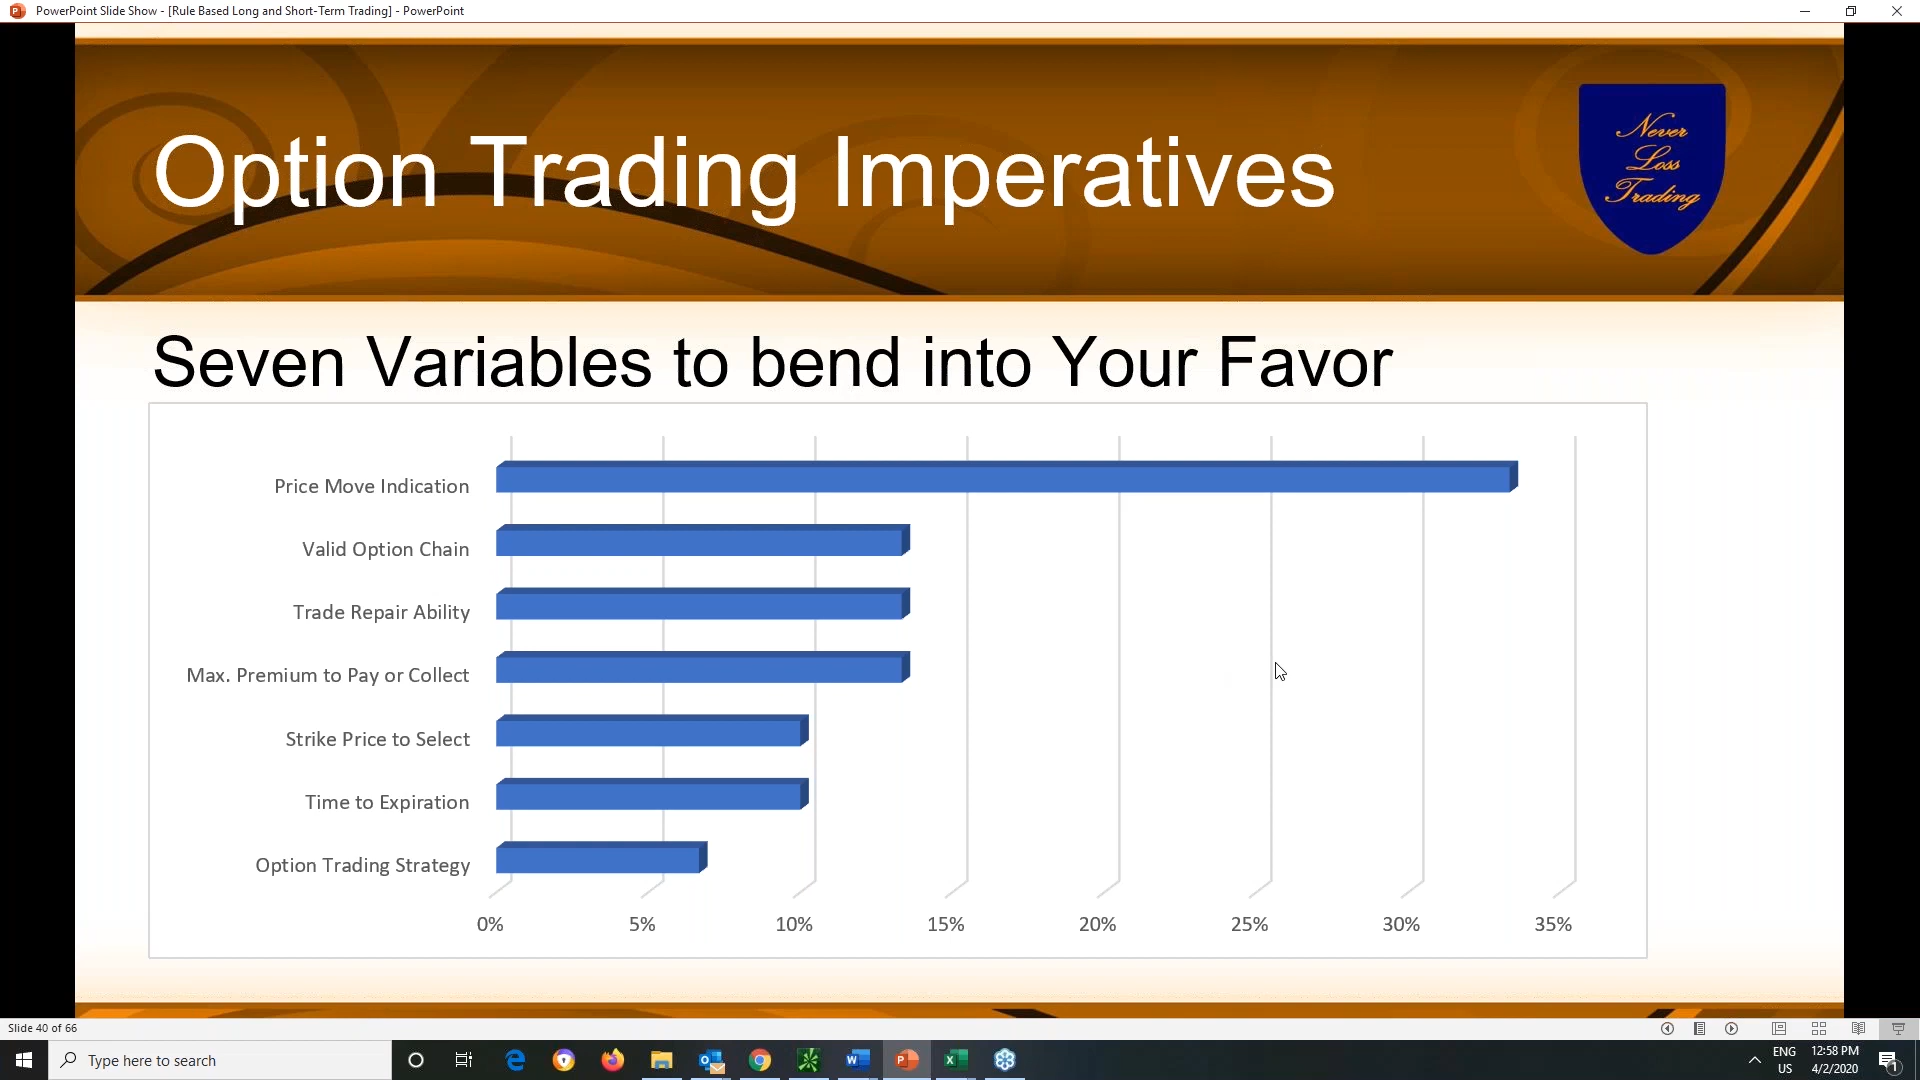 PowerPoint Slide Show - [Rule Based Long and Short-Term Trading] - PowerPoint
Option Trading Imperatives
Never
Loss
Trading
Seven Variables to bend into Your Favor
Price Move Indication
Valid Option Chain
Trade Repair Ability
Max. Premium to Pay or Collect
Strike Price to Select
Time to Expiration
Option Trading Strategy
0% 5% 10% 15% 20% 25% 30% 35%
Slide 40 of 66
Type here to search
ENG 12:58 PM
US 4/2/2020
1